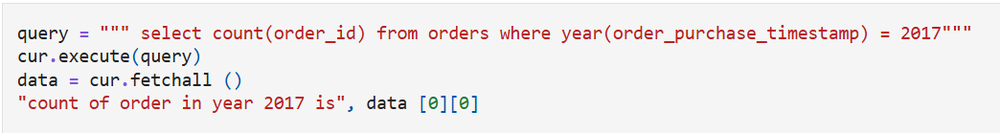 query = """ select count(order_id) from orders where year(order_purchase_timestamp) = 2017"""
cur.execute(query)
data = cur.fetchall ()
"count of order in year 2017 is", data [0][0]